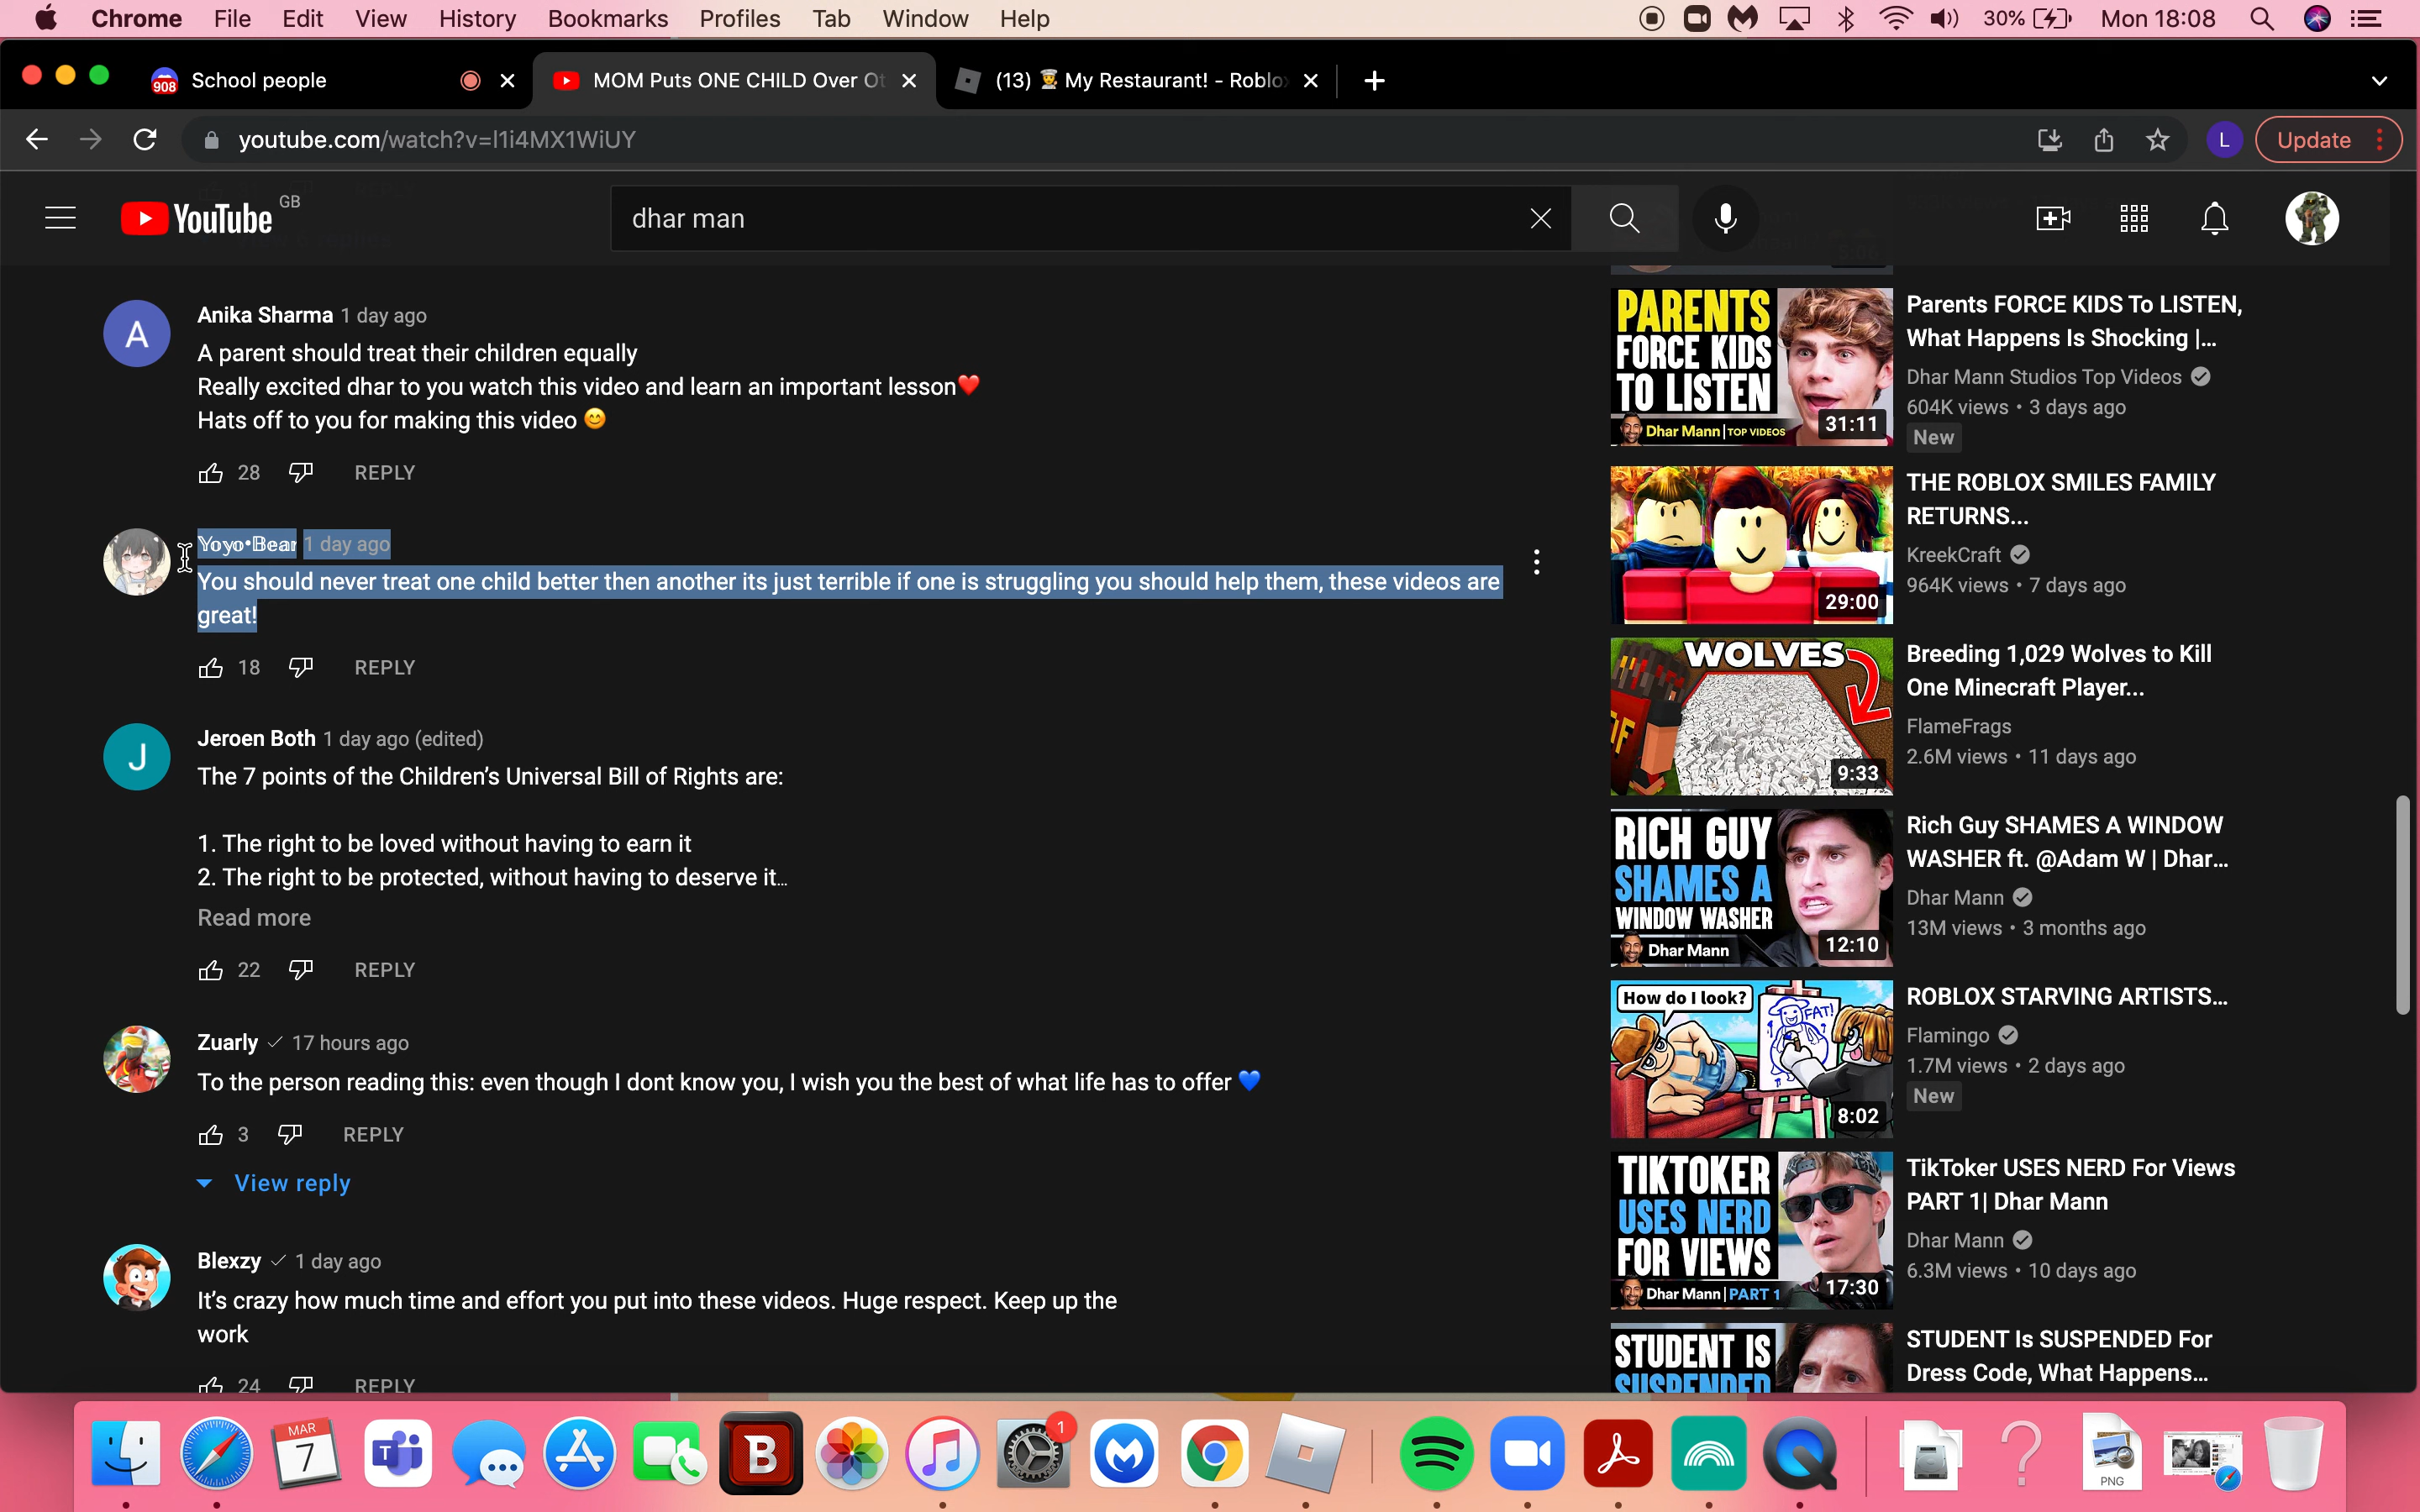 Chrome File Edit View History Bookmarks Profiles Tab Window Help 30% Mon 18:08
908 School people MOM Puts ONE CHILD Over Ot (13) My Restaurant! - Roblox
youtube.com/watch?v=l1i4MX1WiUY L Update
YouTube GB dhar man
Anika Sharma 1 day ago
A parent should treat their children equally
Really excited dhar to you watch this video and learn an important lesson❤️
Hats off to you for making this video 😊
28 REPLY
Yoyo•Bear 1 day ago
You should never treat one child better then another its just terrible if one is struggling you should help them, these videos are
great!
18 REPLY
Jeroen Both 1 day ago (edited)
The 7 points of the Children’s Universal Bill of Rights are:
1. The right to be loved without having to earn it
2. The right to be protected, without having to deserve it...
Read more
22 REPLY
Zuarly 17 hours ago
To the person reading this: even though I dont know you, I wish you the best of what life has to offer 💙
3 REPLY
View reply
Blexzy 1 day ago
It’s crazy how much time and effort you put into these videos. Huge respect. Keep up the
work
24 REPLY
PARENTS
FORCE KIDS
TO LISTEN
Dhar Mann | TOP VIDEOS
31:11
Parents FORCE KIDS To LISTEN,
What Happens Is Shocking |...
Dhar Mann Studios Top Videos
604K views • 3 days ago
New
29:00
THE ROBLOX SMILES FAMILY
RETURNS...
KreekCraft
964K views • 7 days ago
WOLVES
9:33
Breeding 1,029 Wolves to Kill
One Minecraft Player...
FlameFrags
2.6M views • 11 days ago
RICH GUY
SHAMES A
WINDOW WASHER
Dhar Mann
12:10
Rich Guy SHAMES A WINDOW
WASHER ft. @Adam W | Dhar...
Dhar Mann
13M views • 3 months ago
How do I look?
FAT!
8:02
ROBLOX STARVING ARTISTS...
Flamingo
1.7M views • 2 days ago
New
TIKTOKER
USES NERD
FOR VIEWS
Dhar Mann | PART 1
17:30
TikToker USES NERD For Views
PART 1| Dhar Mann
Dhar Mann
6.3M views • 10 days ago
STUDENT IS
SUSPENDED
STUDENT Is SUSPENDED For
Dress Code, What Happens...
MAR
7
T
B
1
PNG